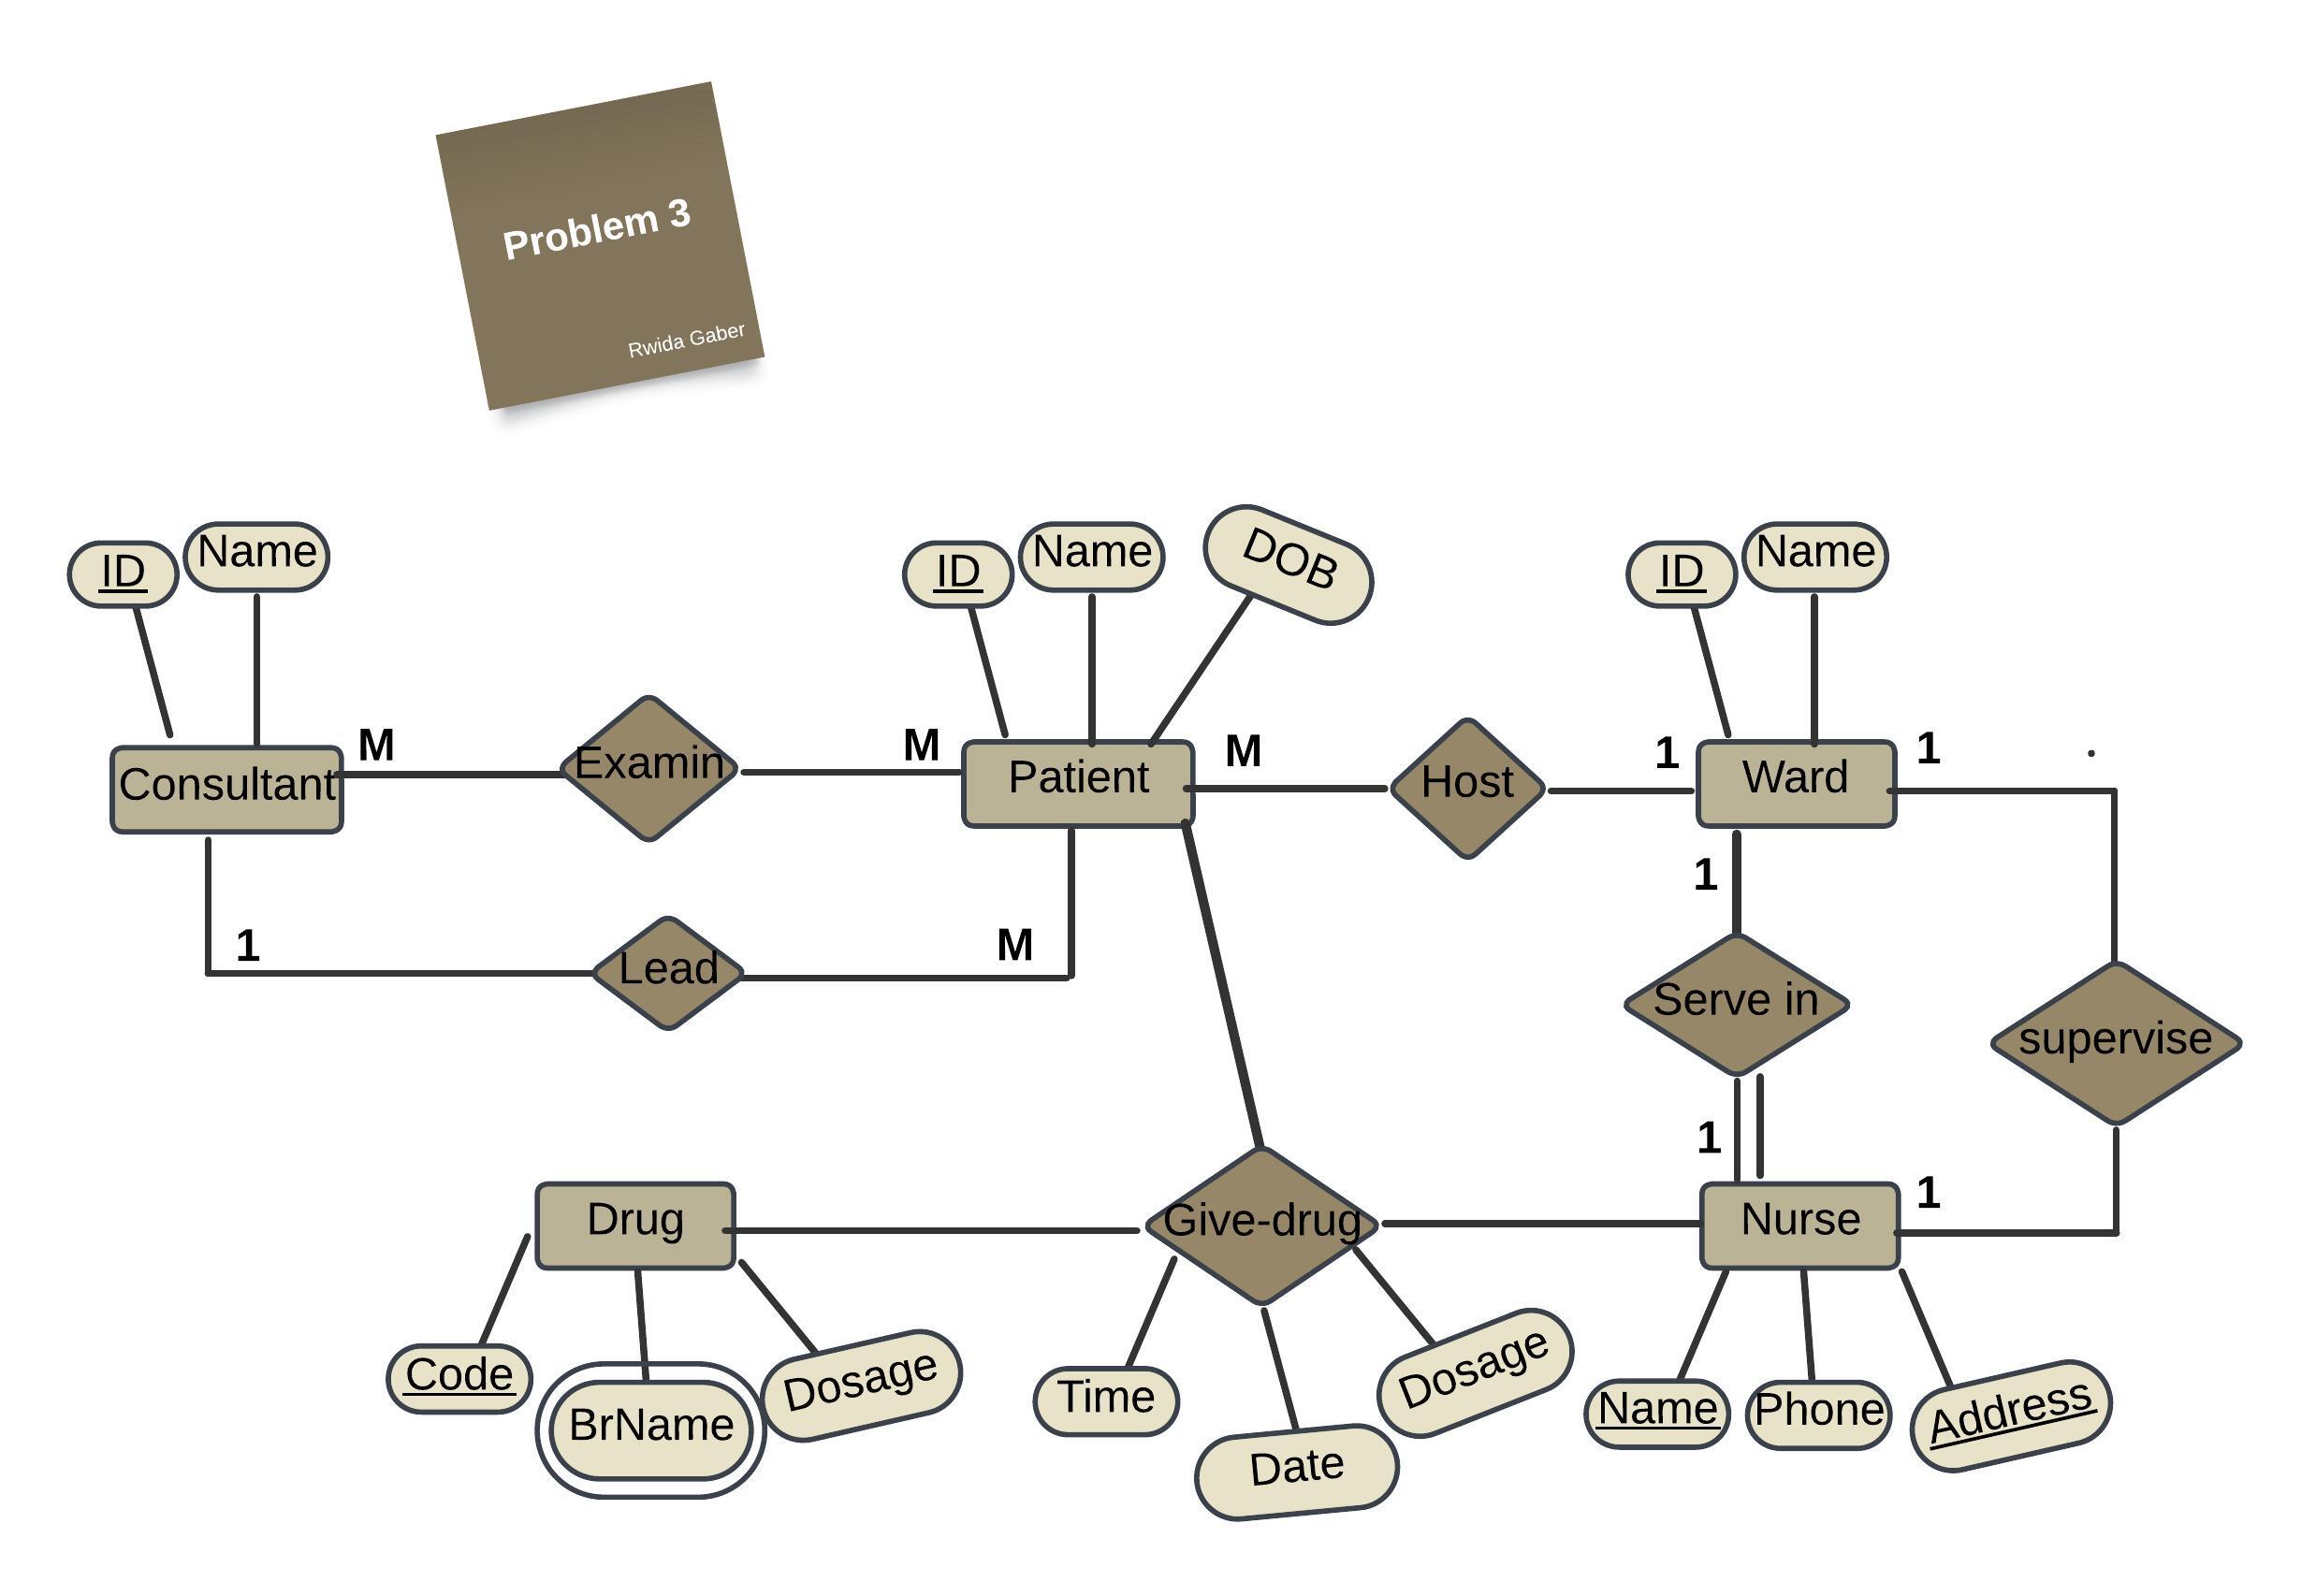 Problem 3
Rwida Gaber
ID
Name
ID
Name
DOB
ID
Name
Consultant
M
Examin
M
Patient
M
Host
1
Ward
1
.
1
Lead
M
1
Serve in
supervise
1
1
Drug
Give-drug
Nurse
Code
BrName
Dosage
Time
Date
Dosage
Name
Phone
Address